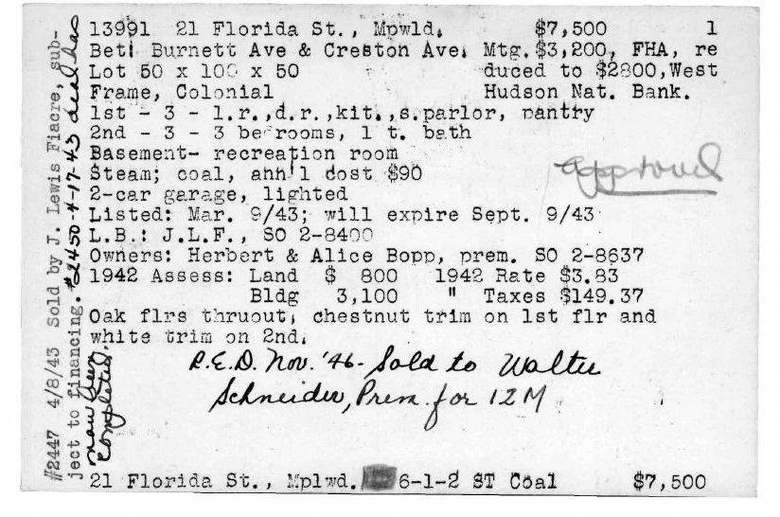 13991 21 Florida St., Mpwld. $7,500 1
Bet: Burnett Ave & Creston Ave. Mtg.$3,200, FHA, re
Lot 50 x 100 x 50 duced to $2800,West
Frame, Colonial Hudson Nat. Bank.
1st - 3 - l.r.,d.r.,kit.,s.parlor, pantry
2nd - 3 - 3 bedrooms, 1 t. bath
Basement- recreation room
Steam; coal, ann'l cost $90
approved
2-car garage, lighted
Listed: Mar. 9/43; will expire Sept. 9/43
L.B.: J.L.F., SO 2-8400
Owners: Herbert & Alice Bopp, prem. SO 2-8637
1942 Assess: Land $ 800 1942 Rate $3.83
Bldg 3,100 " Taxes $149.37
Oak flrs thruout, chestnut trim on 1st flr and
white trim on 2nd.
R.E.D. Nov. '46 - Sold to Walter
Schneider, Prem. for 12 M
21 Florida St., Mplwd. 6-1-2 ST Coal $7,500
#2447 4/8/43 Sold by J. Lewis Fiacre, sub-
ject to financing. #2450-4-17-43 deal has
now been
completed.